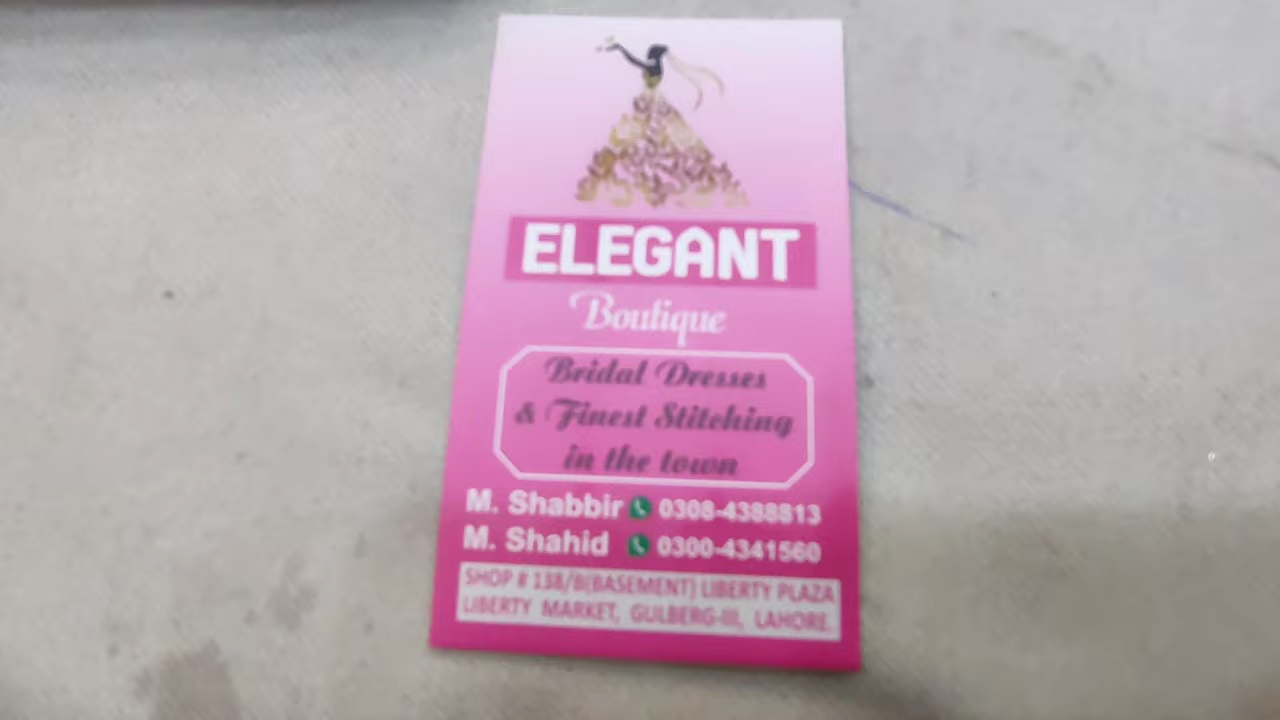 ELEGANT
Boutique
Bridal Dresses
& Finest Stitching
in the town
M. Shabbir 0308-4388813
M. Shahid 0300-4341560
SHOP # 138/B(BASEMENT) LIBERTY PLAZA
LIBERTY MARKET, GULBERG-III, LAHORE.